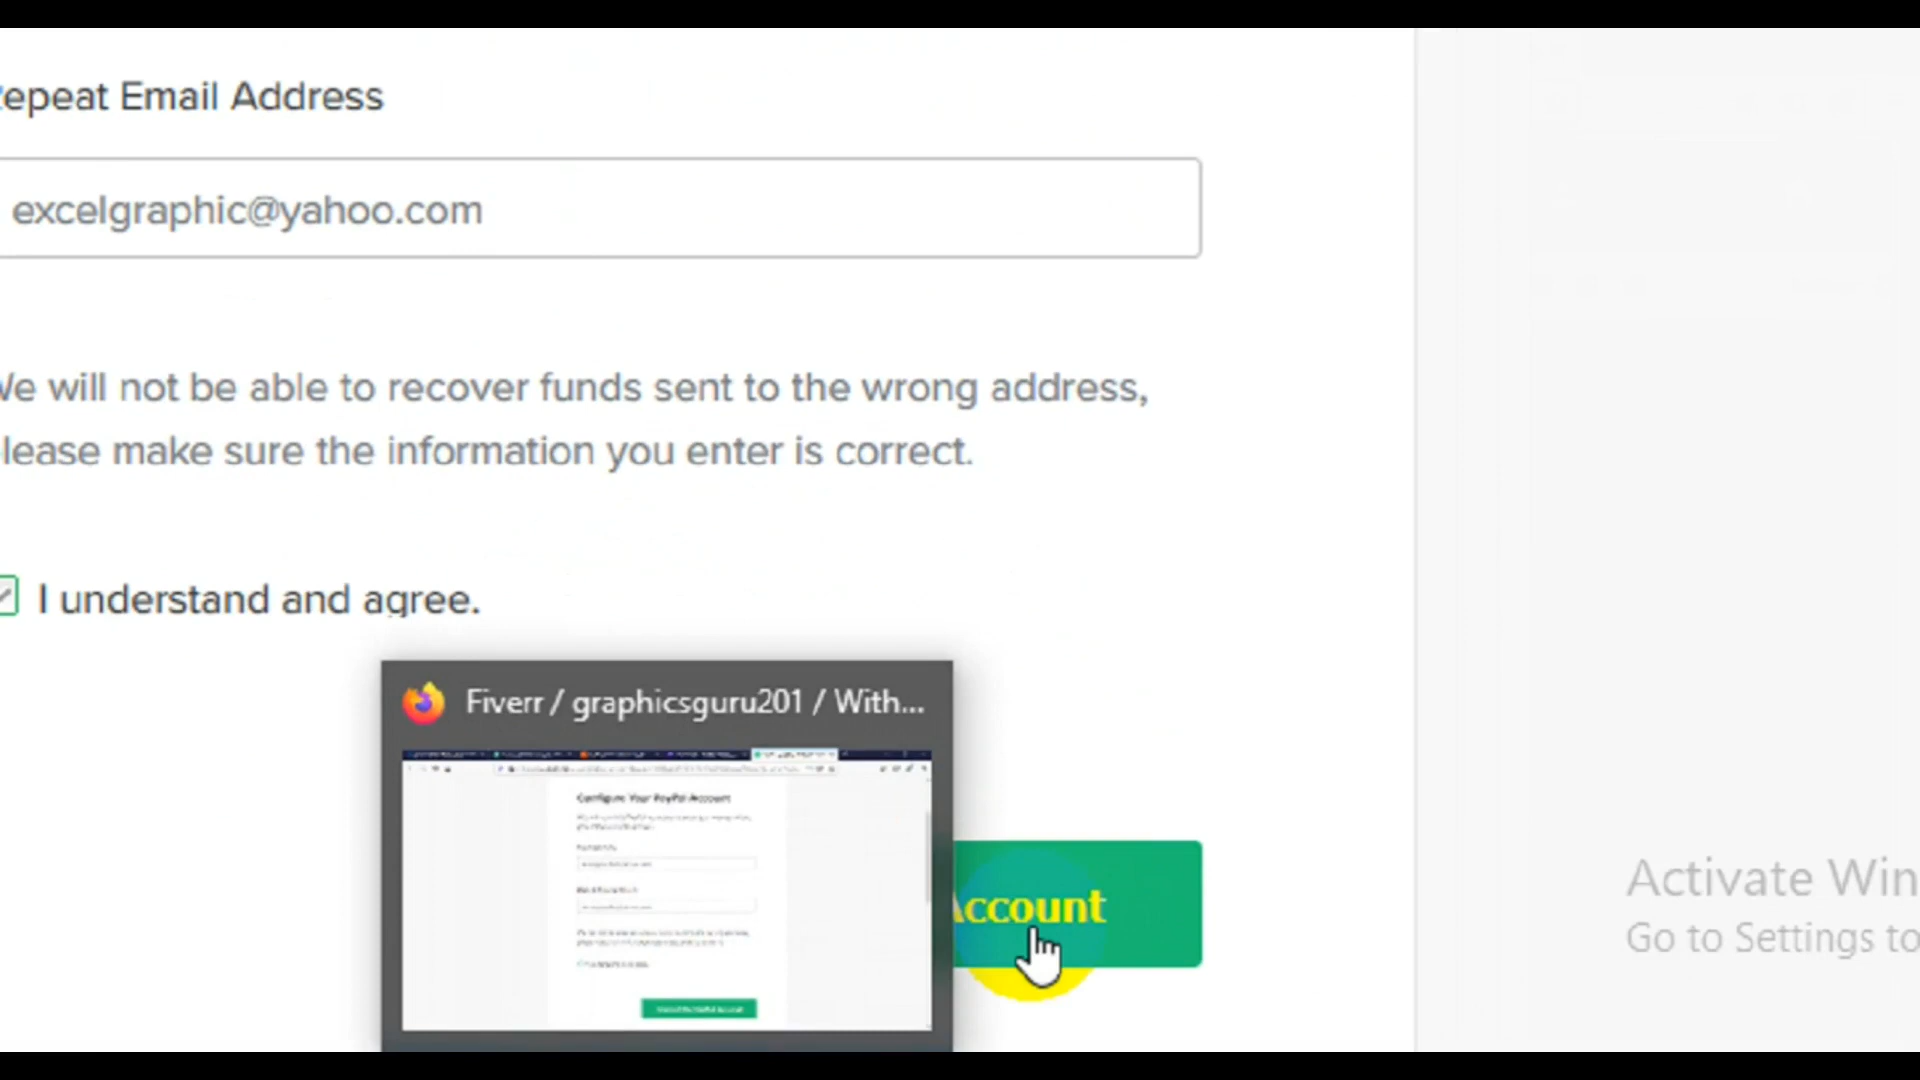 epeat Email Address
excelgraphic@yahoo.com
We will not be able to recover funds sent to the wrong address,
lease make sure the information you enter is correct.
I understand and agree.
Fiverr / graphicsguru201 / With...
Configure Your PayPal Account
Account
Activate Win
Go to Settings to